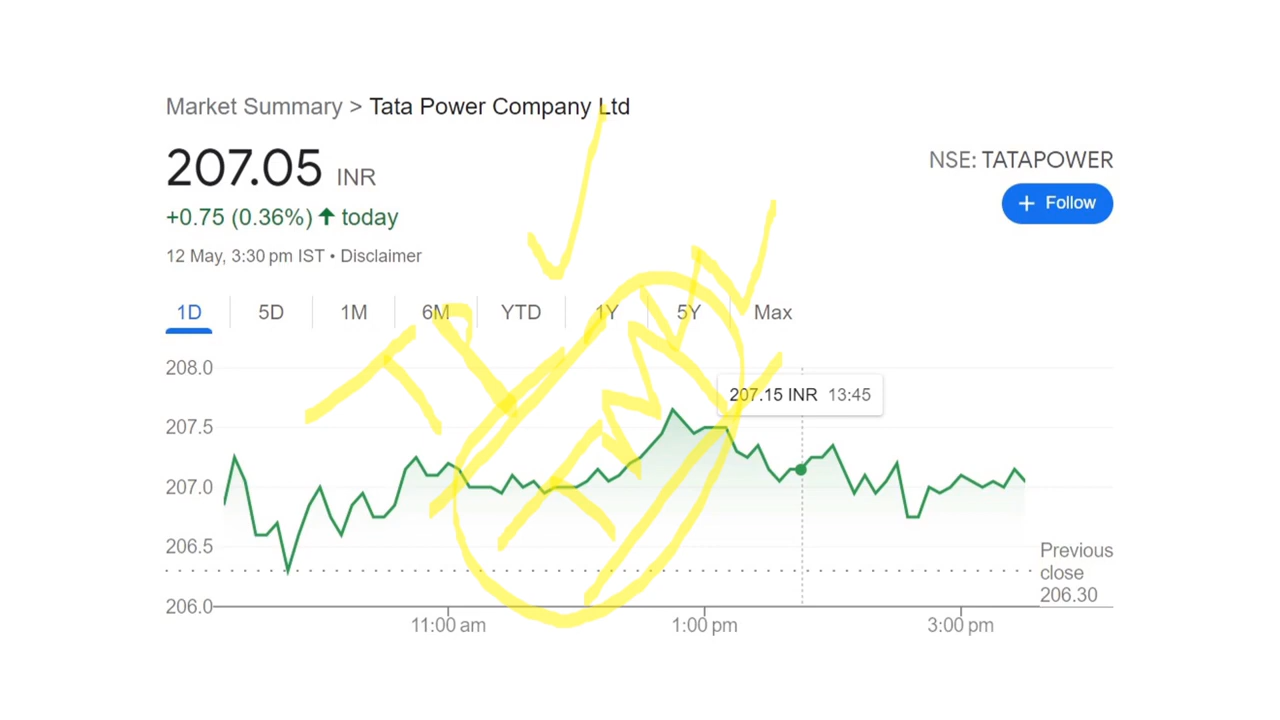 Market Summary > Tata Power Company Ltd
207.05 INR
NSE: TATAPOWER
+ Follow
+0.75 (0.36%) ↑ today
12 May, 3:30 pm IST • Disclaimer
1D 5D 1M 6M YTD 1Y 5Y Max
208.0
207.15 INR 13:45
207.5
207.0
206.5
Previous
close
206.30
206.0
11:00 am 1:00 pm 3:00 pm